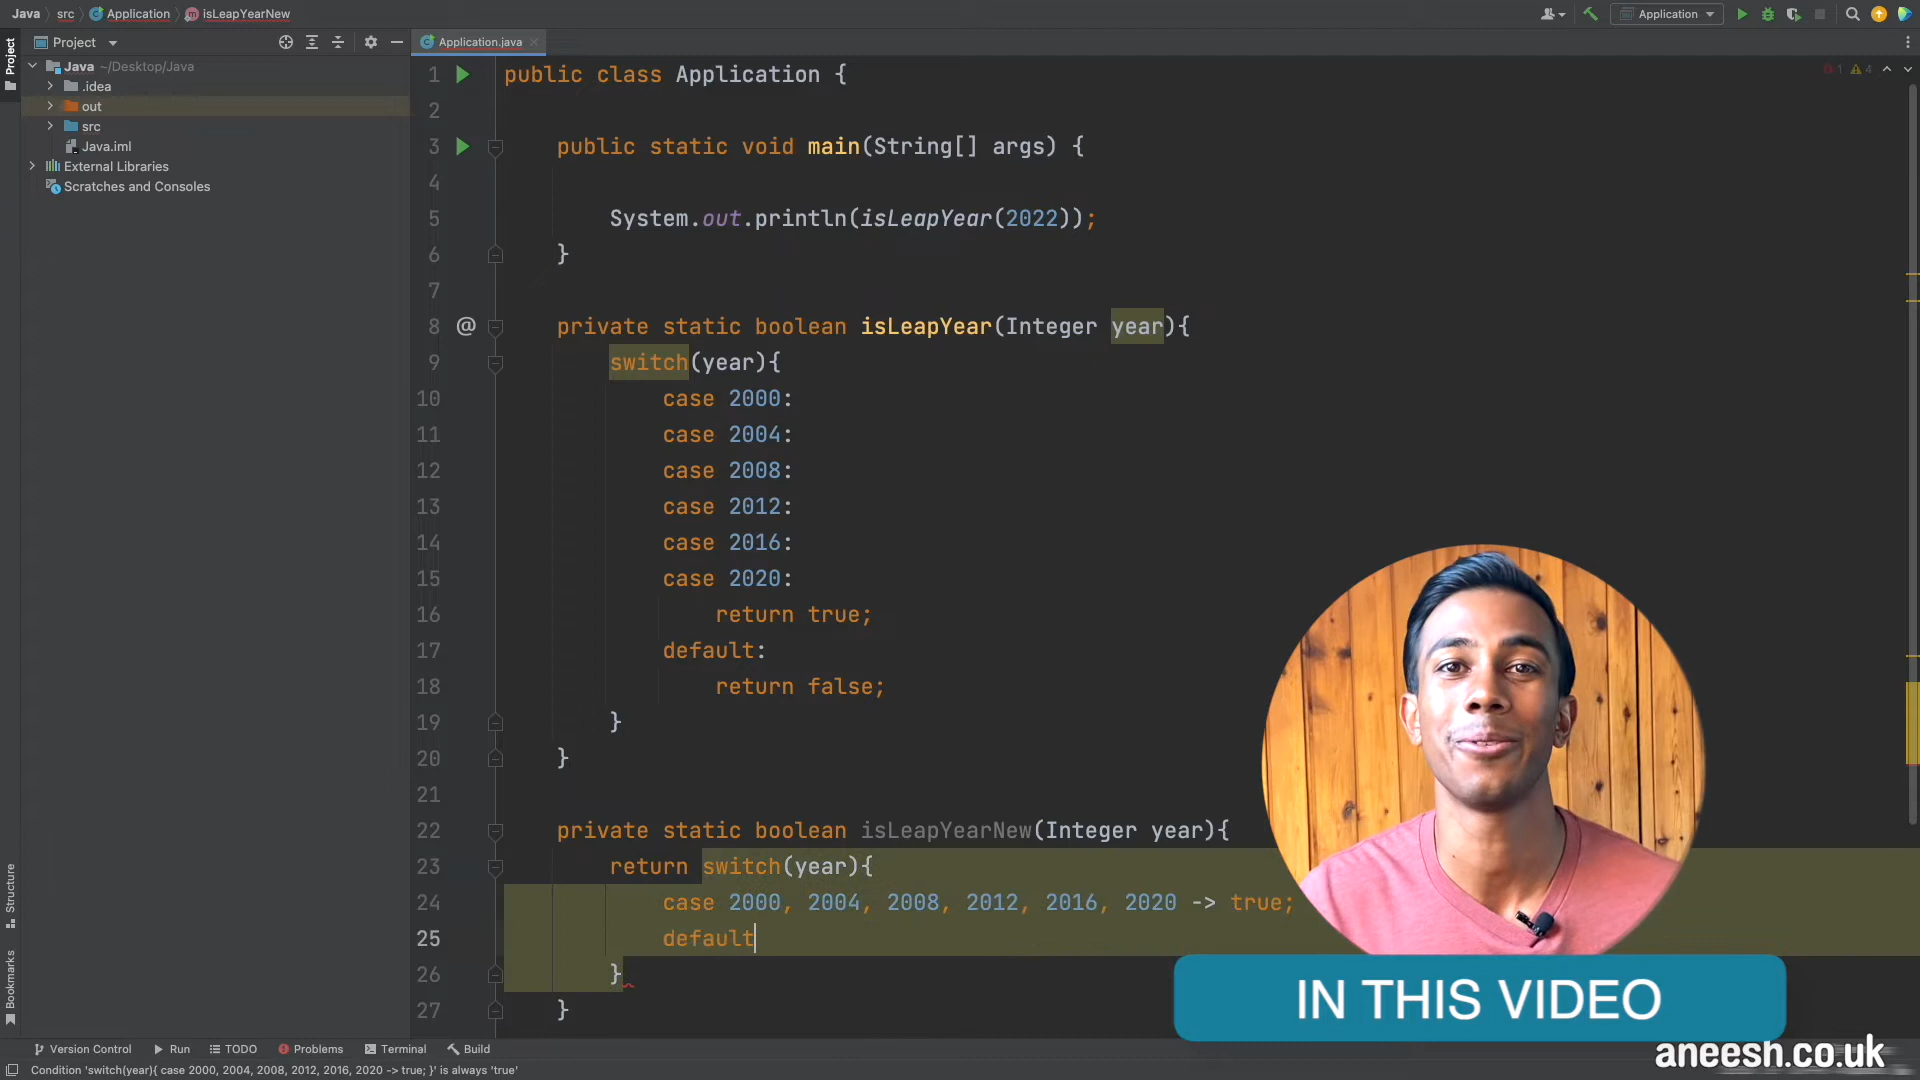 Java src Application isLeapYearNew
Application
Project
Application.java
Project
Java ~/Desktop/Java
.idea
out
src
Java.iml
External Libraries
Scratches and Consoles
1 4
1 public class Application {
2
3 public static void main(String[] args) {
4
5 System.out.println(isLeapYear(2022));
6 }
7
8 @ private static boolean isLeapYear(Integer year){
9 switch(year){
10 case 2000:
11 case 2004:
12 case 2008:
13 case 2012:
14 case 2016:
15 case 2020:
16 return true;
17 default:
18 return false;
19 }
20 }
21
22 private static boolean isLeapYearNew(Integer year){
23 return switch(year){
24 case 2000, 2004, 2008, 2012, 2016, 2020 -> true;
25 default
26 }
27 }
Structure
Bookmarks
IN THIS VIDEO
aneesh.co.uk
Version Control Run TODO Problems Terminal Build
Condition 'switch(year){ case 2000, 2004, 2008, 2012, 2016, 2020 -> true; }' is always 'true'